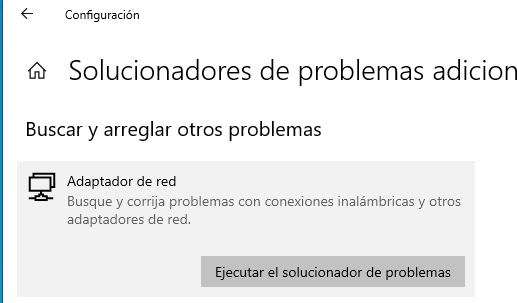 Configuración
Solucionadores de problemas adicion
Buscar y arreglar otros problemas
Adaptador de red
Busque y corrija problemas con conexiones inalámbricas y otros
adaptadores de red.
Ejecutar el solucionador de problemas